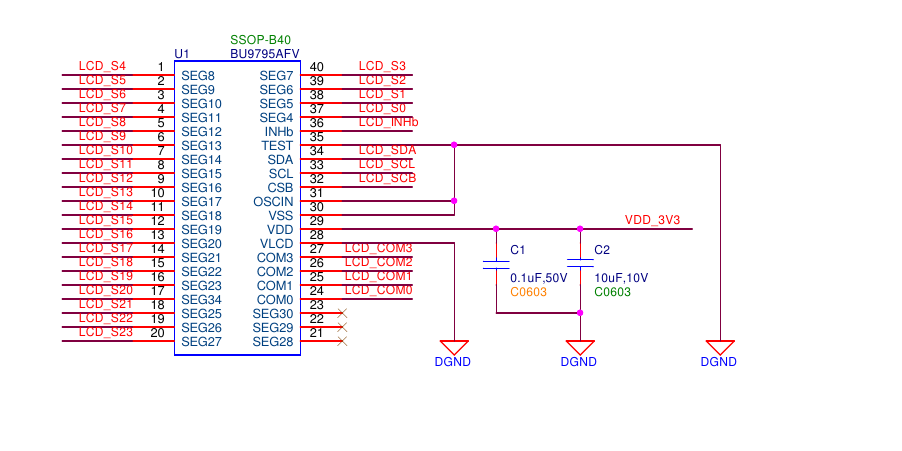 SSOP-B40
U1 BU9795AFV
LCD_S4 1 SEG8 SEG7 40 LCD_S3
LCD_S5 2 SEG9 SEG6 39 LCD_S2
LCD_S6 3 SEG10 SEG5 38 LCD_S1
LCD_S7 4 SEG11 SEG4 37 LCD_S0
LCD_S8 5 SEG12 INHb 36 LCD_INHb
LCD_S9 6 SEG13 TEST 35
LCD_S10 7 SEG14 SDA 34 LCD_SDA
LCD_S11 8 SEG15 SCL 33 LCD_SCL
LCD_S12 9 SEG16 CSB 32 LCD_SCB
LCD_S13 10 SEG17 OSCIN 31
LCD_S14 11 SEG18 VSS 30
LCD_S15 12 SEG19 VDD 29 VDD_3V3
LCD_S16 13 SEG20 VLCD 28
LCD_S17 14 SEG21 COM3 27 LCD_COM3
LCD_S18 15 SEG22 COM2 26 LCD_COM2
LCD_S19 16 SEG23 COM1 25 LCD_COM1
LCD_S20 17 SEG34 COM0 24 LCD_COM0
LCD_S21 18 SEG25 SEG30 23
LCD_S22 19 SEG26 SEG29 22
LCD_S23 20 SEG27 SEG28 21
C1 C2
0.1uF,50V 10uF,10V
C0603 C0603
DGND DGND DGND